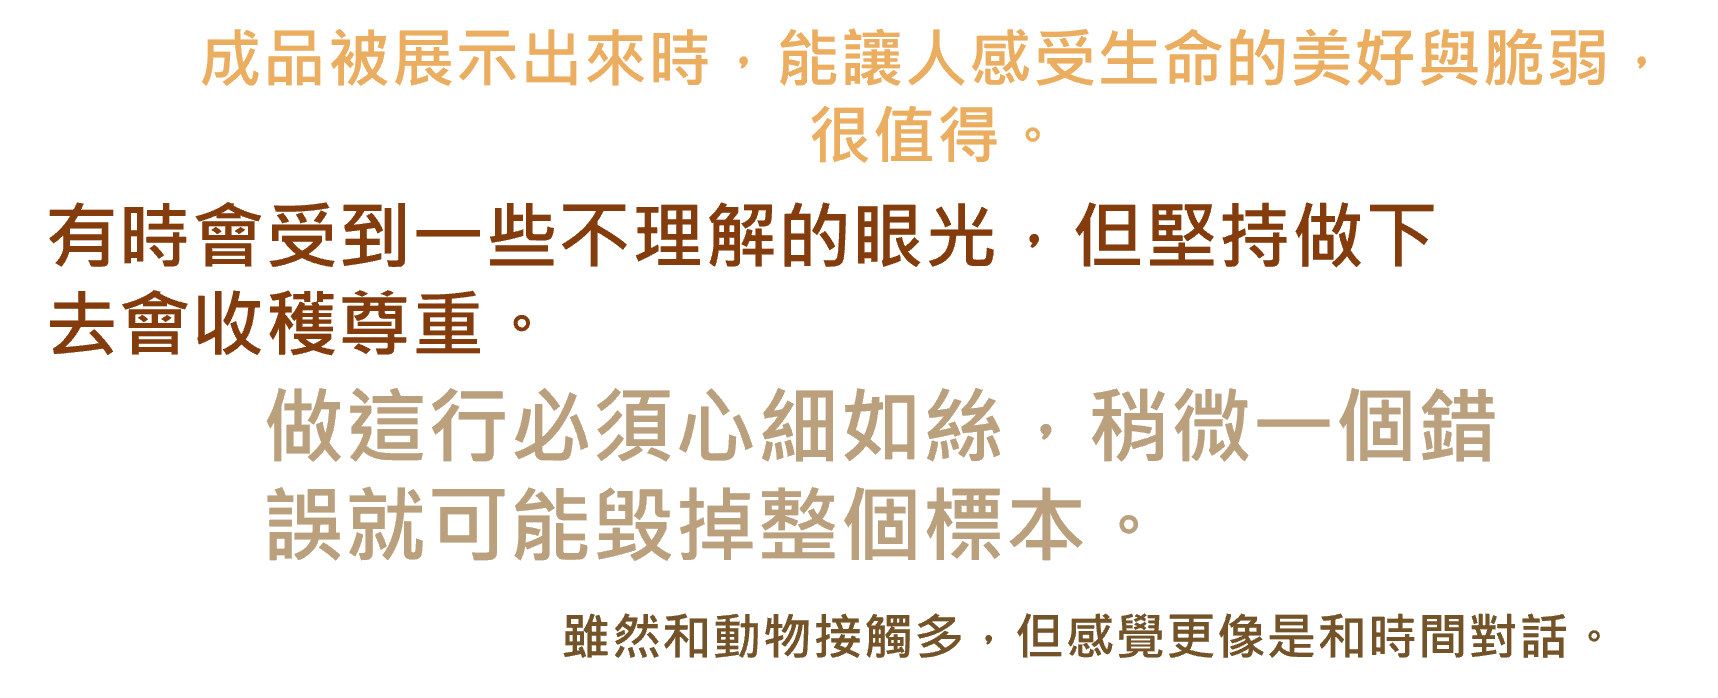 成品被展示出來時，能讓人感受生命的美好與脆弱，
很值得。
有時會受到一些不理解的眼光，但堅持做下
去會收穫尊重。
做這行必須心細如絲，稍微一個錯
誤就可能毀掉整個標本。
雖然和動物接觸多，但感覺更像是和時間對話。